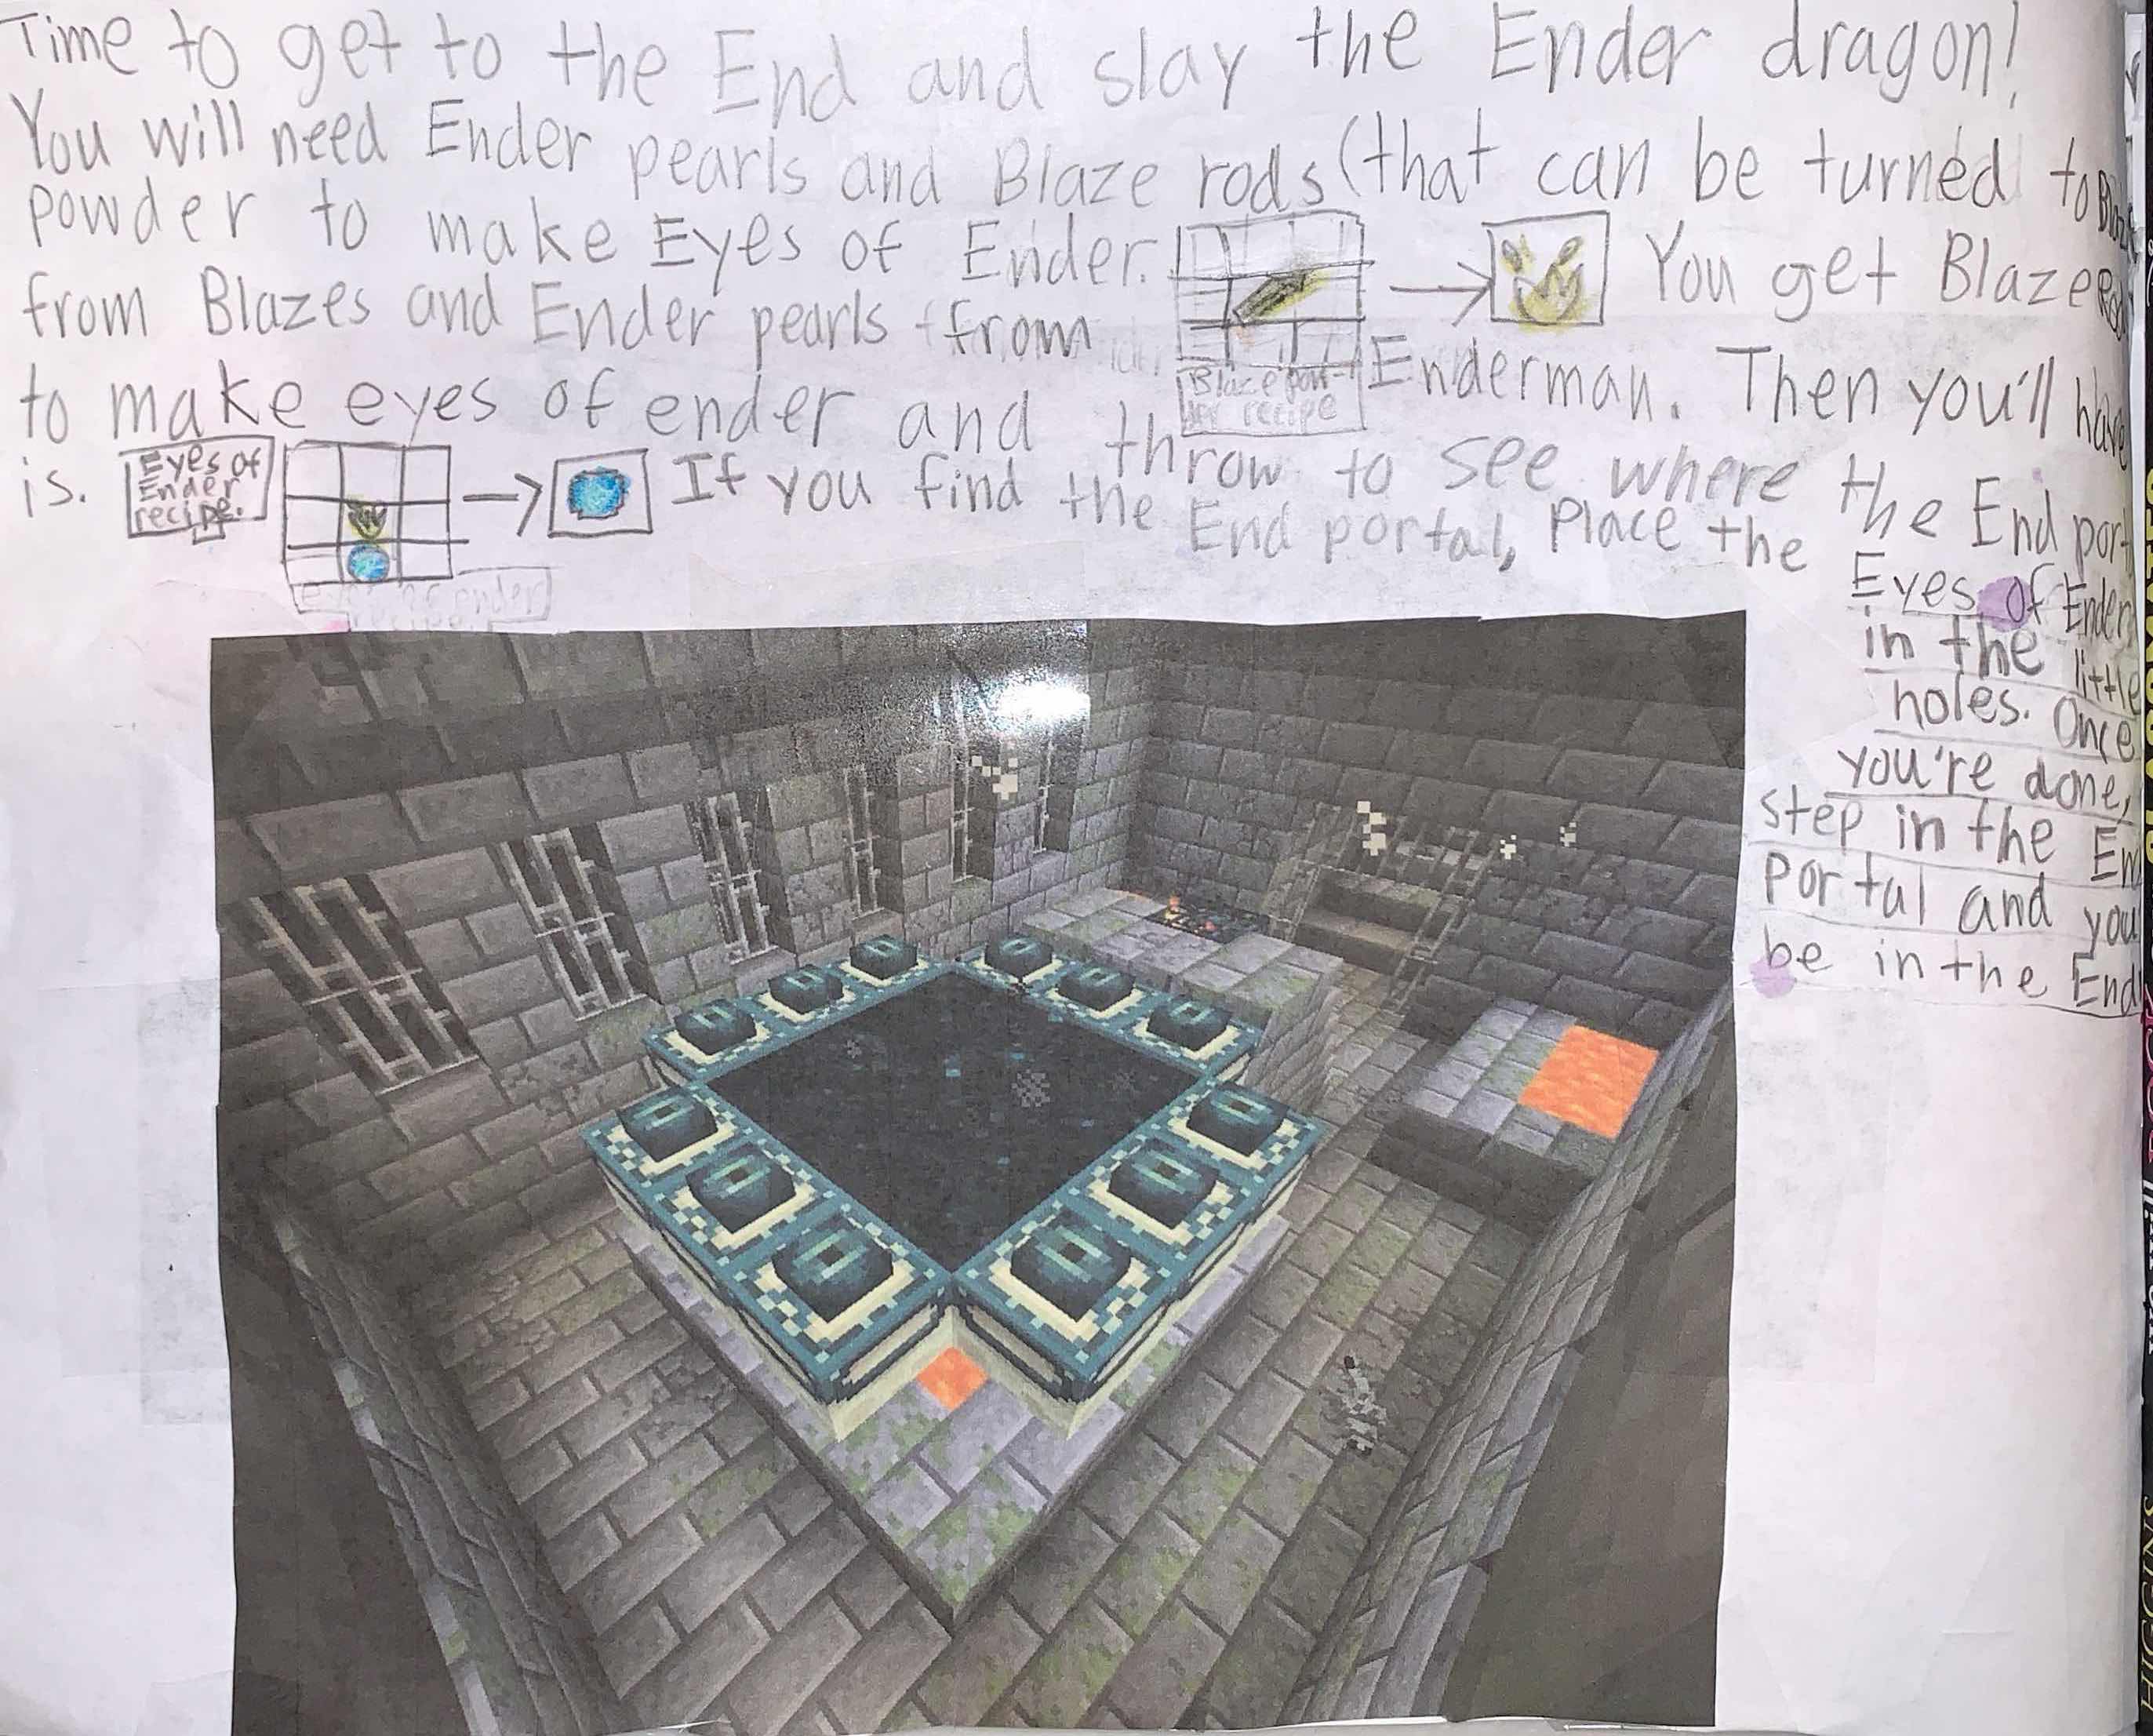 Time to get to the End and slay the Ender dragon!
You will need Ender pearls and Blaze rods (that can be turned to Blaze
powder to make Eyes of Ender. You get Blaze Rods
from Blazes and Ender pearls from Enderman. Then you'll have
to make eyes of ender and throw to see where the End port
is. If you find the End portal, Place the
Eyes of Ender
in the little
holes. Once
you're done,
step in the En
portal and you
be in the End
Blaze pow-
der recipe
Eyes of
Ender
recipe.
eyes of ender
recipe.